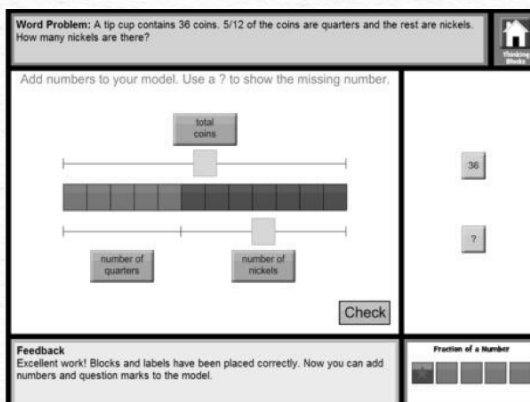 Word Problem: A tip cup contains 36 coins. 5/12 of the coins are quarters and the rest are nickels.
How many nickels are there?
Thinking
Blocks
Add numbers to your model. Use a ? to show the missing number.
total
coins
36
?
number of
quarters
number of
nickels
Check
Feedback
Excellent work! Blocks and labels have been placed correctly. Now you can add
numbers and question marks to the model.
Fraction of a Number